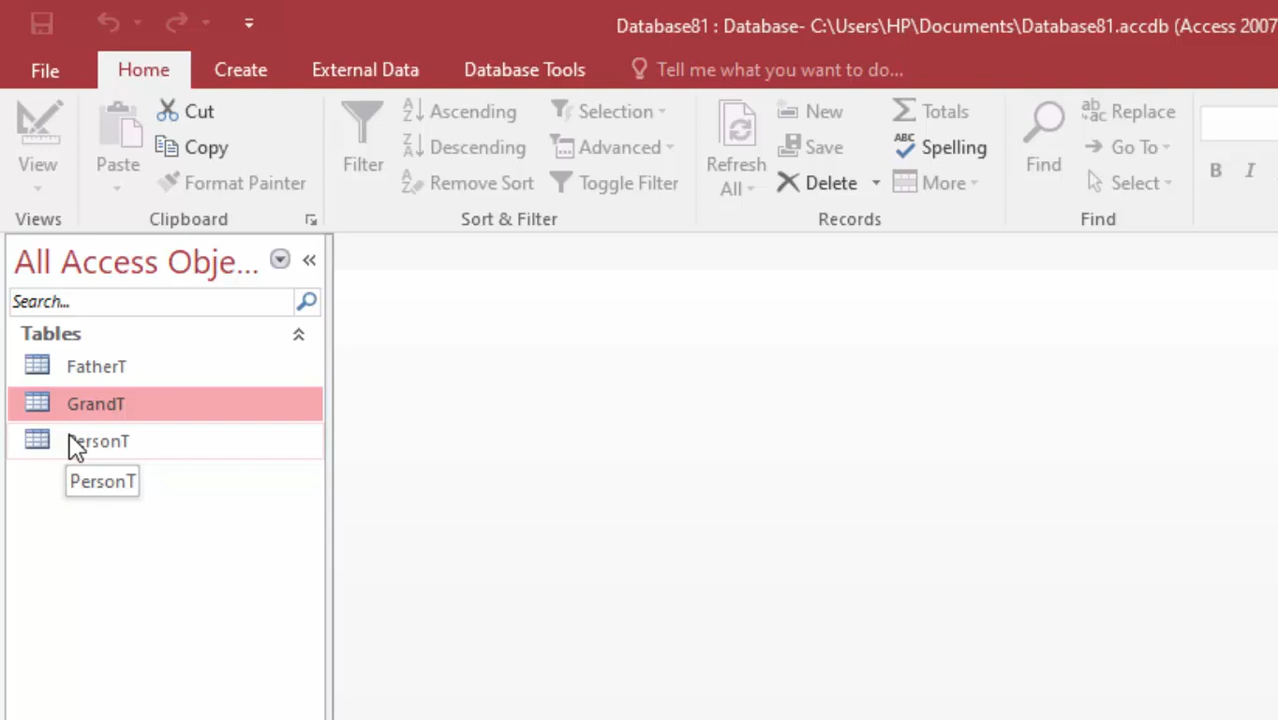 Database81 : Database- C:\Users\HP\Documents\Database81.accdb (Access 2007
File Home Create External Data Database Tools Tell me what you want to do...
View
Views
Paste
Cut
Copy
Format Painter
Clipboard
Filter
Ascending
Descending
Remove Sort
Selection
Advanced
Toggle Filter
Sort & Filter
Refresh
All
New
Save
Delete
Totals
Spelling
More
Records
Find
Replace
Go To
Select
Find
B I
All Access Obje...
Search...
Tables
FatherT
GrandT
PersonT
PersonT